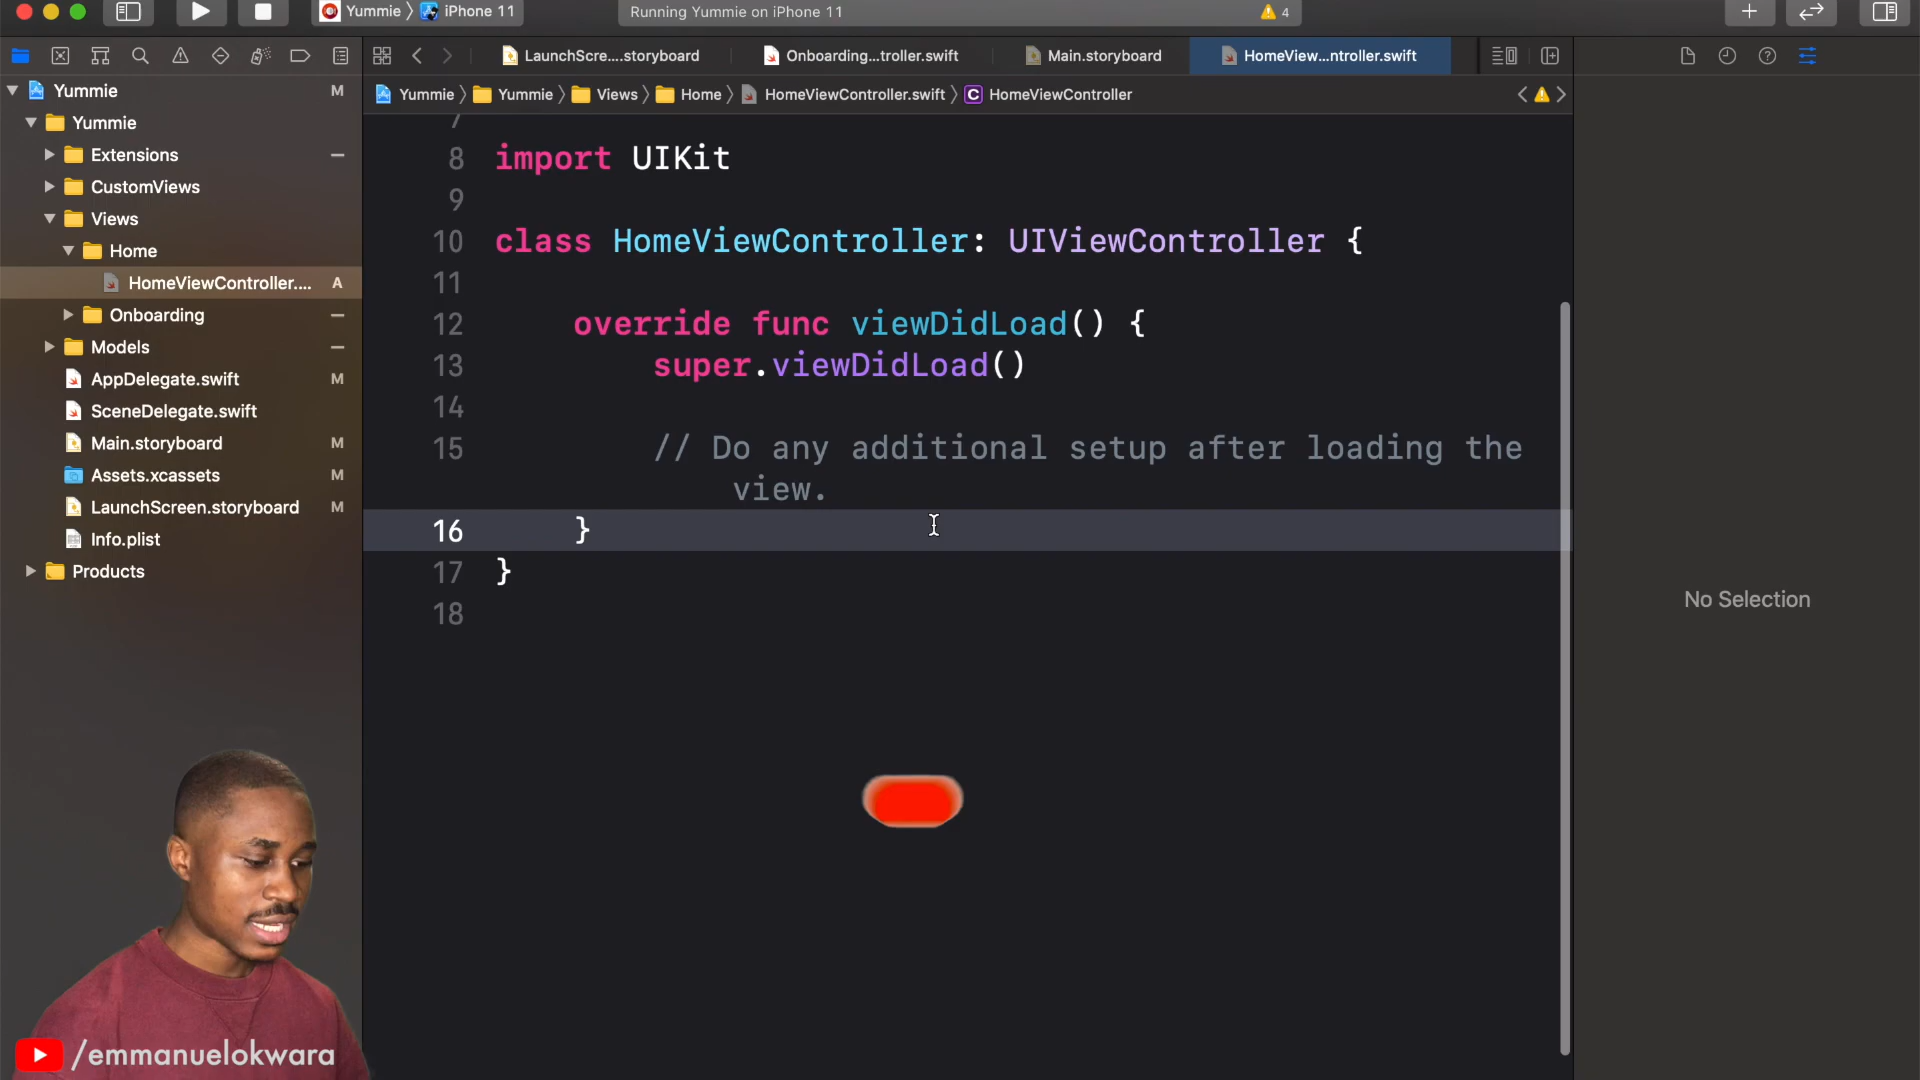 Yummie 〉 iPhone 11
Running Yummie on iPhone 11
4
LaunchScre....storyboard
Onboarding...troller.swift
Main.storyboard
HomeView...ntroller.swift
Yummie 〉 Yummie 〉 Views 〉 Home 〉 HomeViewController.swift 〉 C HomeViewController
Yummie M
Yummie
Extensions
CustomViews
Views
Home
HomeViewController.... A
Onboarding
Models
AppDelegate.swift M
SceneDelegate.swift
Main.storyboard M
Assets.xcassets M
LaunchScreen.storyboard M
Info.plist
Products
7
8 import UIKit
9
10 class HomeViewController: UIViewController {
11
12 override func viewDidLoad() {
13 super.viewDidLoad()
14
15 // Do any additional setup after loading the
view.
16 }
17 }
18
No Selection
/emmanuelokwara